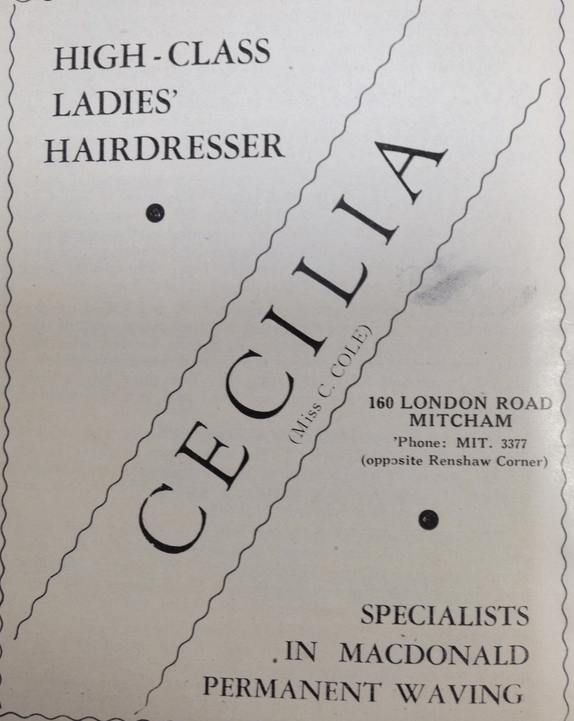 HIGH-CLASS
LADIES'
HAIRDRESSER
CECILIA
(Miss C. COLE)
160 LONDON ROAD
MITCHAM
'Phone: MIT. 3377
(opposite Renshaw Corner)
SPECIALISTS
IN MACDONALD
PERMANENT WAVING